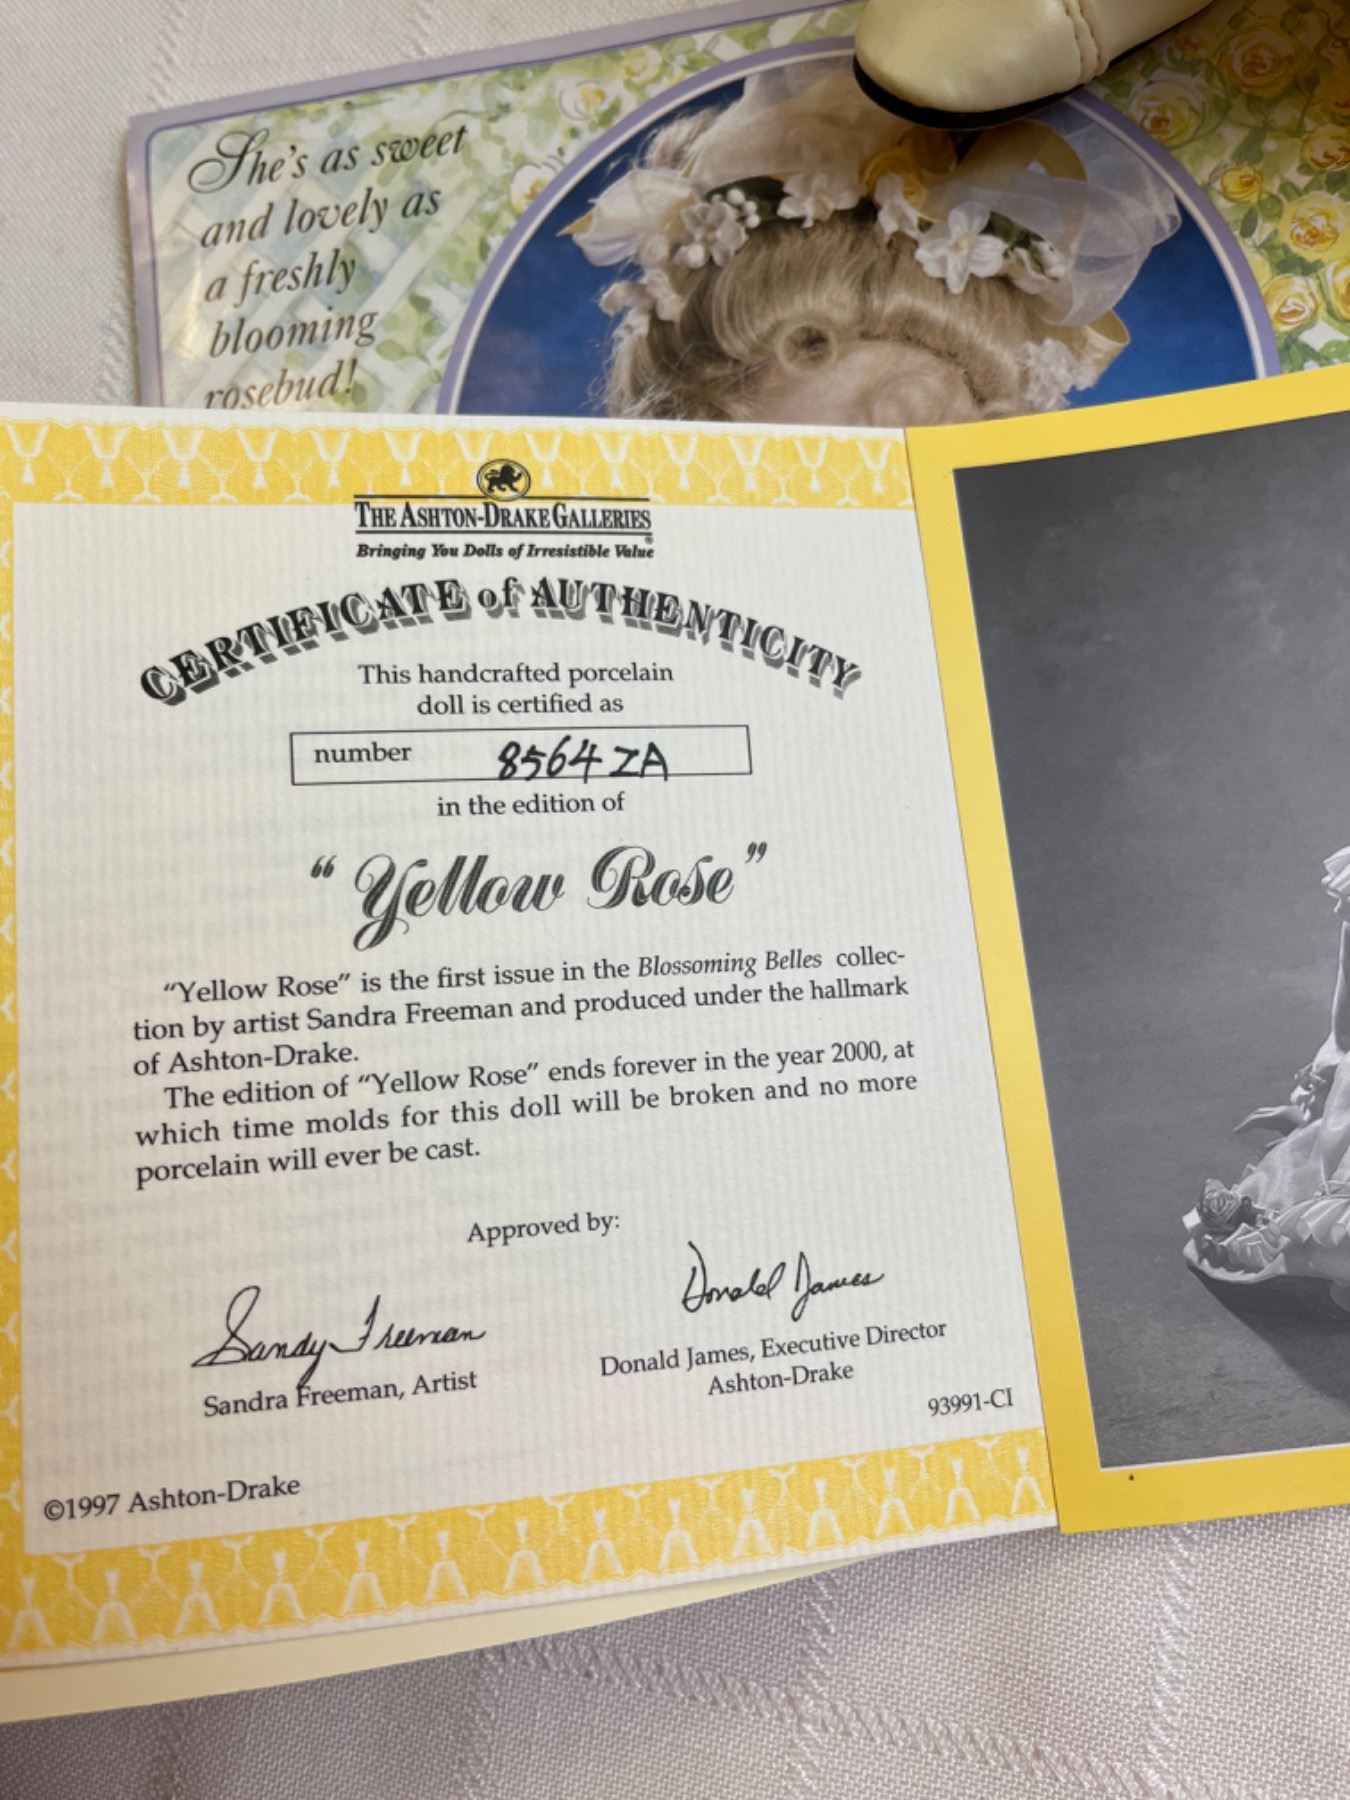 She's as sweet
and lovely as
a freshly
blooming
rosebud!
THE ASHTON-DRAKE GALLERIES
®
Bringing You Dolls of Irresistible Value
CERTIFICATE of AUTHENTICITY
This handcrafted porcelain
doll is certified as
number 8564 ZA
in the edition of
“Yellow Rose”
“Yellow Rose” is the first issue in the Blossoming Belles collec-
tion by artist Sandra Freeman and produced under the hallmark
of Ashton-Drake.
The edition of “Yellow Rose” ends forever in the year 2000, at
which time molds for this doll will be broken and no more
porcelain will ever be cast.
Approved by:
Sandy Freeman
Sandra Freeman, Artist
Donald James
Donald James, Executive Director
Ashton-Drake
93991-CI
©1997 Ashton-Drake